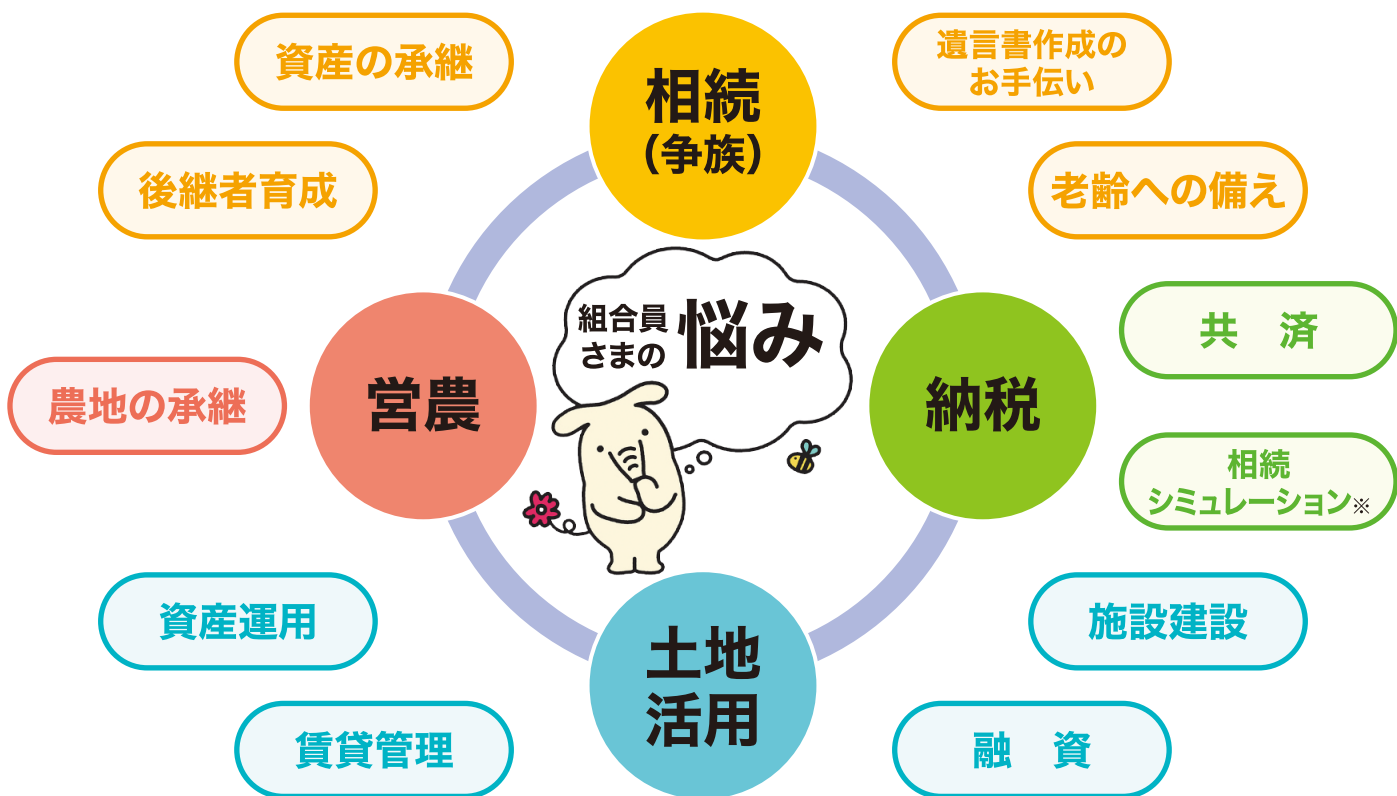 資産の承継
相続
(争族)
遺言書作成の
お手伝い
後継者育成
老齢への備え
組合員
さまの
悩み
共　済
農地の承継
営農
納税
相続
シミュレーション※
資産運用
土地
活用
施設建設
賃貸管理
融　資